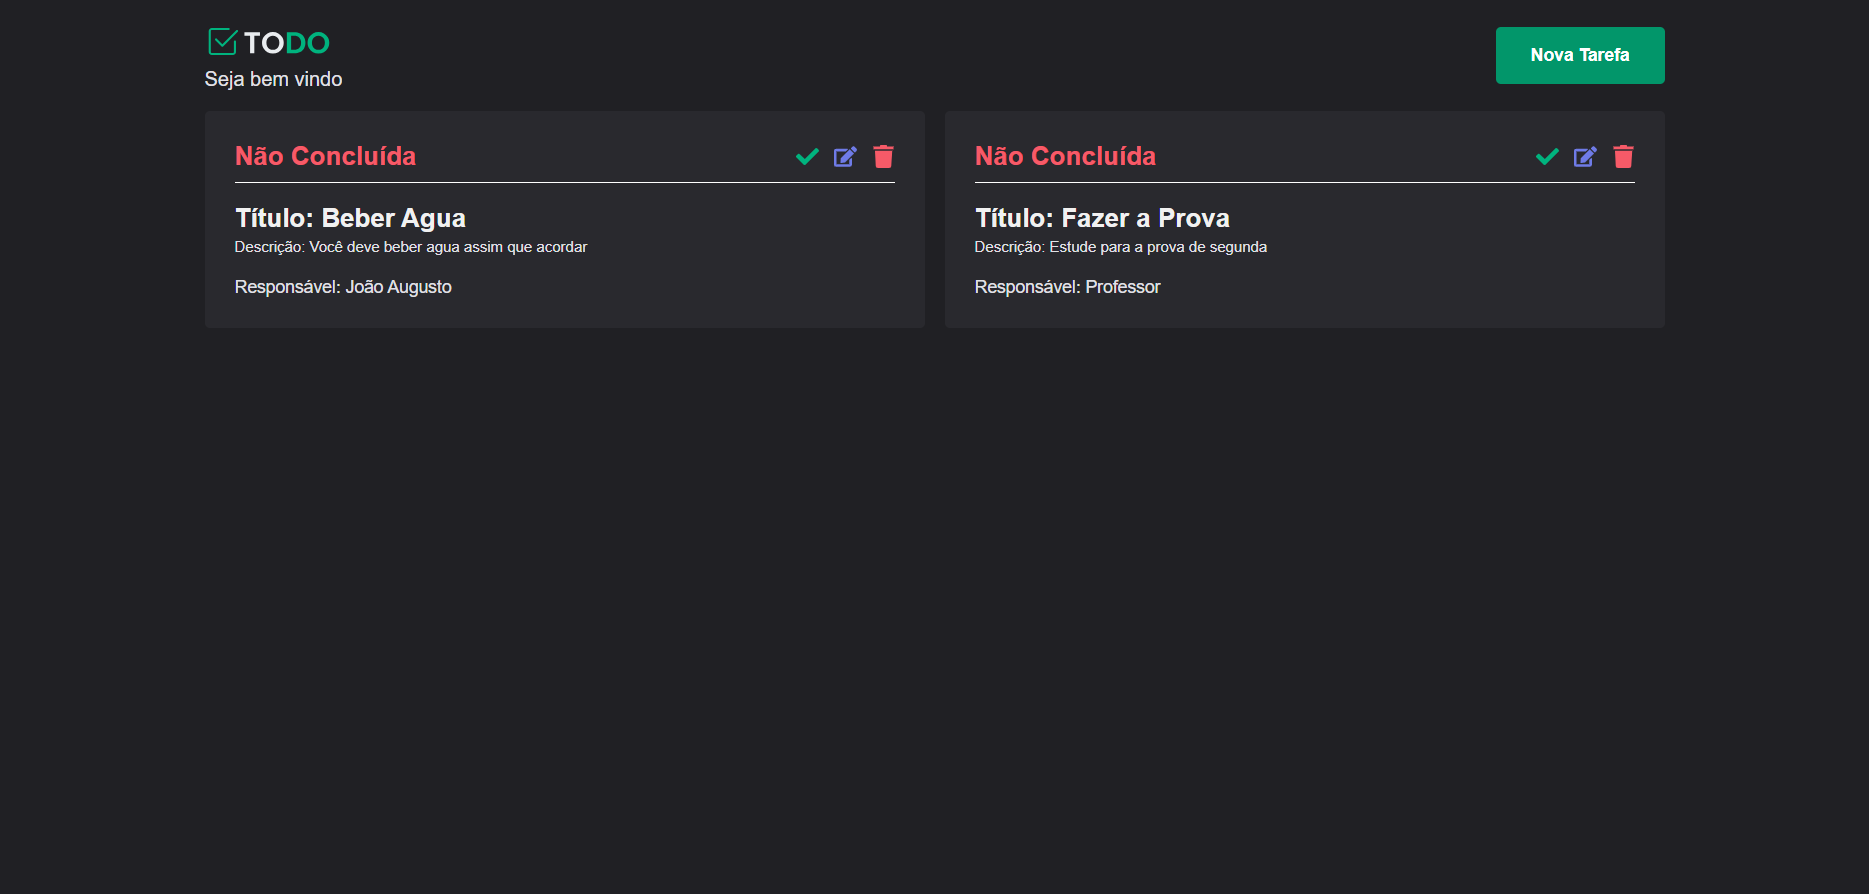 TODO
Seja bem vindo
Nova Tarefa
Não Concluída
Título: Beber Agua
Descrição: Você deve beber agua assim que acordar
Responsável: João Augusto
Não Concluída
Título: Fazer a Prova
Descrição: Estude para a prova de segunda
Responsável: Professor